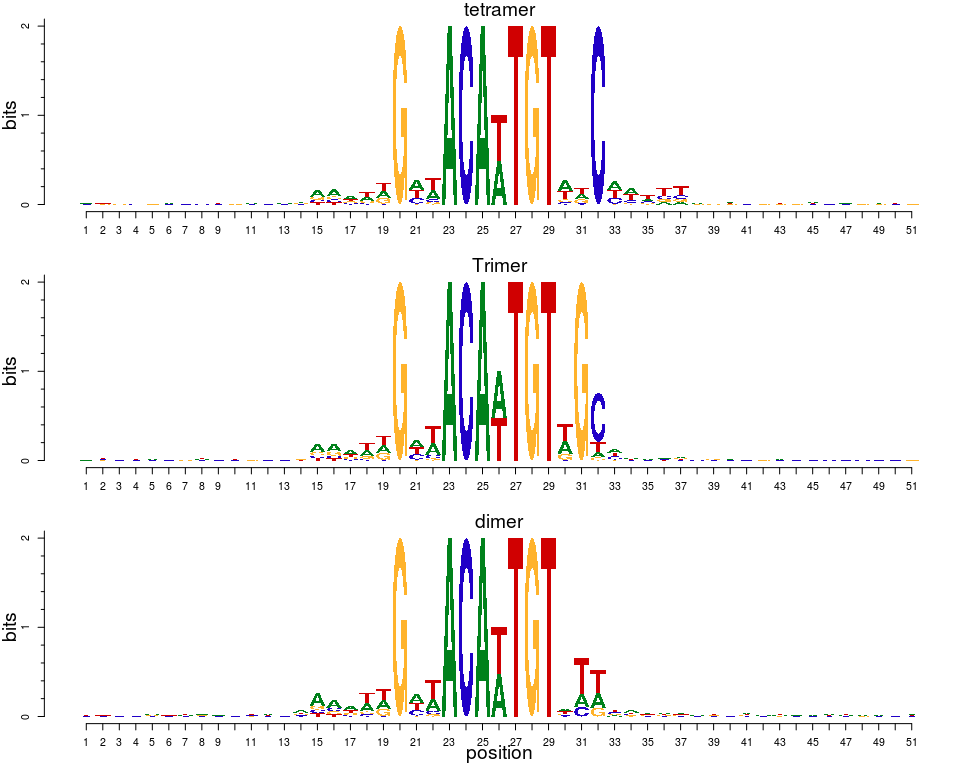 tetramer
bits
0 1 2
G A C A T A T G T C
A A A T T A T A T A T A T A T T
1 2 3 4 5 6 7 8 9 11 13 15 17 19 21 23 25 27 29 31 33 35 37 39 41 43 45 47 49 51
Trimer
bits
0 1 2
G A C A A T T G T G C
A A A T T A T A T A T A
1 2 3 4 5 6 7 8 9 11 13 15 17 19 21 23 25 27 29 31 33 35 37 39 41 43 45 47 49 51
dimer
bits
0 1 2
G A C A T A T G T T A C T A G
A A T A T A T A
1 2 3 4 5 6 7 8 9 11 13 15 17 19 21 23 25 27 29 31 33 35 37 39 41 43 45 47 49 51
position